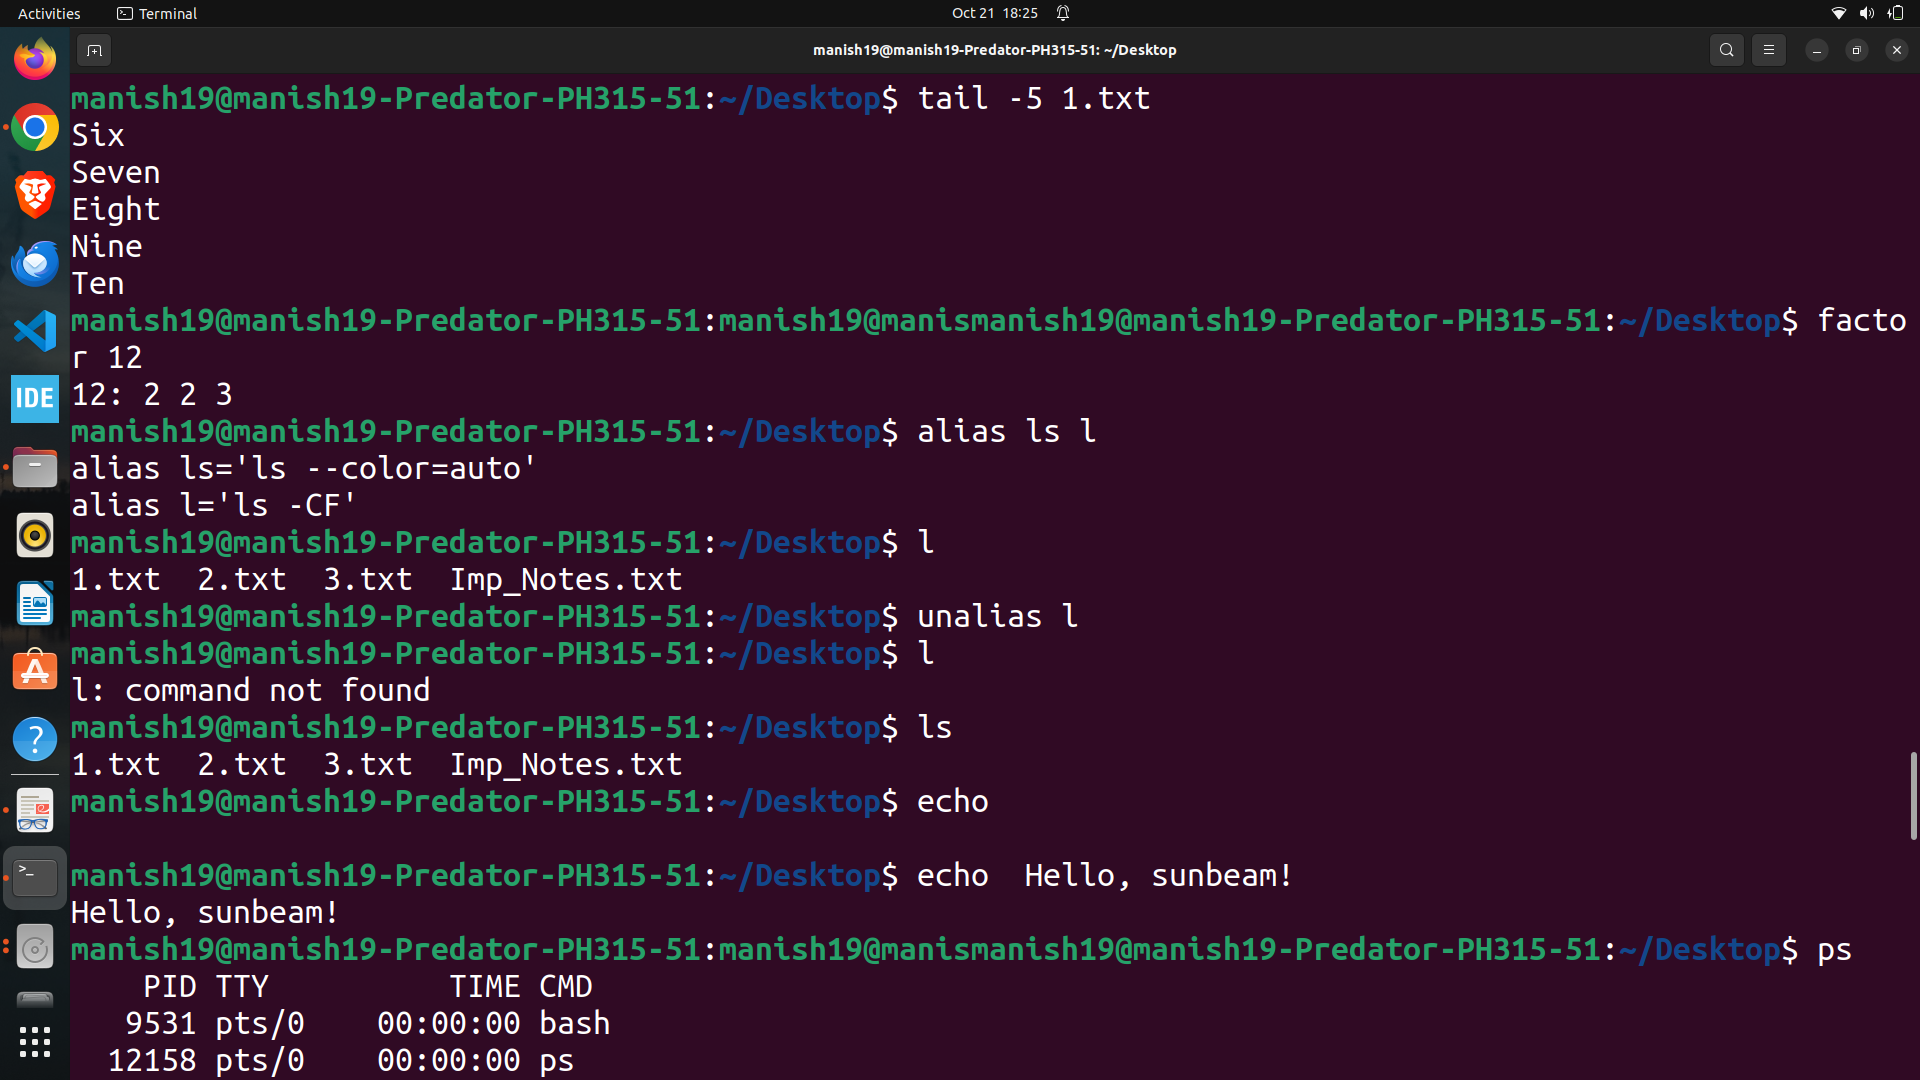 Activities Terminal Oct 21 18:25
manish19@manish19-Predator-PH315-51: ~/Desktop
manish19@manish19-Predator-PH315-51:~/Desktop$ tail -5 1.txt
Six
Seven
Eight
Nine
Ten
manish19@manish19-Predator-PH315-51:manish19@manismanish19@manish19-Predator-PH315-51:~/Desktop$ facto
r 12
12: 2 2 3
manish19@manish19-Predator-PH315-51:~/Desktop$ alias ls l
alias ls='ls --color=auto'
alias l='ls -CF'
manish19@manish19-Predator-PH315-51:~/Desktop$ l
1.txt  2.txt  3.txt  Imp_Notes.txt
manish19@manish19-Predator-PH315-51:~/Desktop$ unalias l
manish19@manish19-Predator-PH315-51:~/Desktop$ l
l: command not found
manish19@manish19-Predator-PH315-51:~/Desktop$ ls
1.txt  2.txt  3.txt  Imp_Notes.txt
manish19@manish19-Predator-PH315-51:~/Desktop$ echo
manish19@manish19-Predator-PH315-51:~/Desktop$ echo  Hello, sunbeam!
Hello, sunbeam!
manish19@manish19-Predator-PH315-51:manish19@manismanish19@manish19-Predator-PH315-51:~/Desktop$ ps
    PID TTY          TIME CMD
   9531 pts/0    00:00:00 bash
  12158 pts/0    00:00:00 ps
IDE